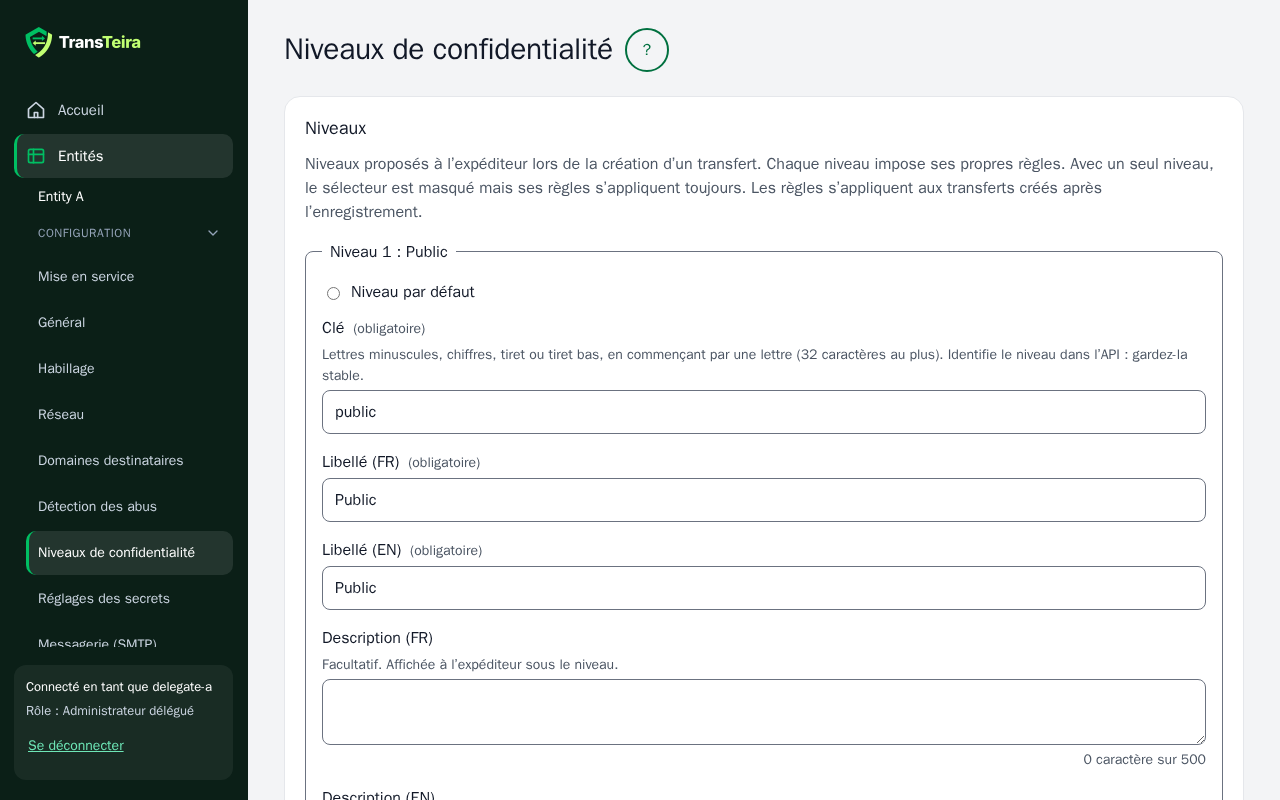 TransTeira
Accueil
Entités
Entity A
CONFIGURATION
Mise en service
Général
Habillage
Réseau
Domaines destinataires
Détection des abus
Niveaux de confidentialité
Réglages des secrets
Messagerie (SMTP)
Connecté en tant que delegate-a
Rôle : Administrateur délégué
Se déconnecter
Niveaux de confidentialité ?
Niveaux
Niveaux proposés à l'expéditeur lors de la création d'un transfert. Chaque niveau impose ses propres règles. Avec un seul niveau,
le sélecteur est masqué mais ses règles s'appliquent toujours. Les règles s'appliquent aux transferts créés après
l'enregistrement.
Niveau 1 : Public
Niveau par défaut
Clé (obligatoire)
Lettres minuscules, chiffres, tiret ou tiret bas, en commençant par une lettre (32 caractères au plus). Identifie le niveau dans l'API : gardez-la
stable.
public
Libellé (FR) (obligatoire)
Public
Libellé (EN) (obligatoire)
Public
Description (FR)
Facultatif. Affichée à l'expéditeur sous le niveau.
0 caractère sur 500
Description (EN)